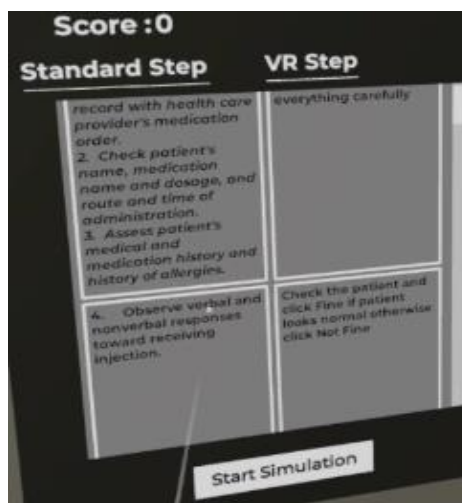 Score :0
Standard Step
VR Step
record with health care
provider's medication
order.
2. Check patient's
name, medication
name and dosage, and
route and time of
administration.
3. Assess patient's
medical and
medication history and
history of allergies.
everything carefully
4. Observe verbal and
nonverbal responses
toward receiving
injection.
Check the patient and
click Fine if patient
looks normal otherwise
click Not Fine
Start Simulation